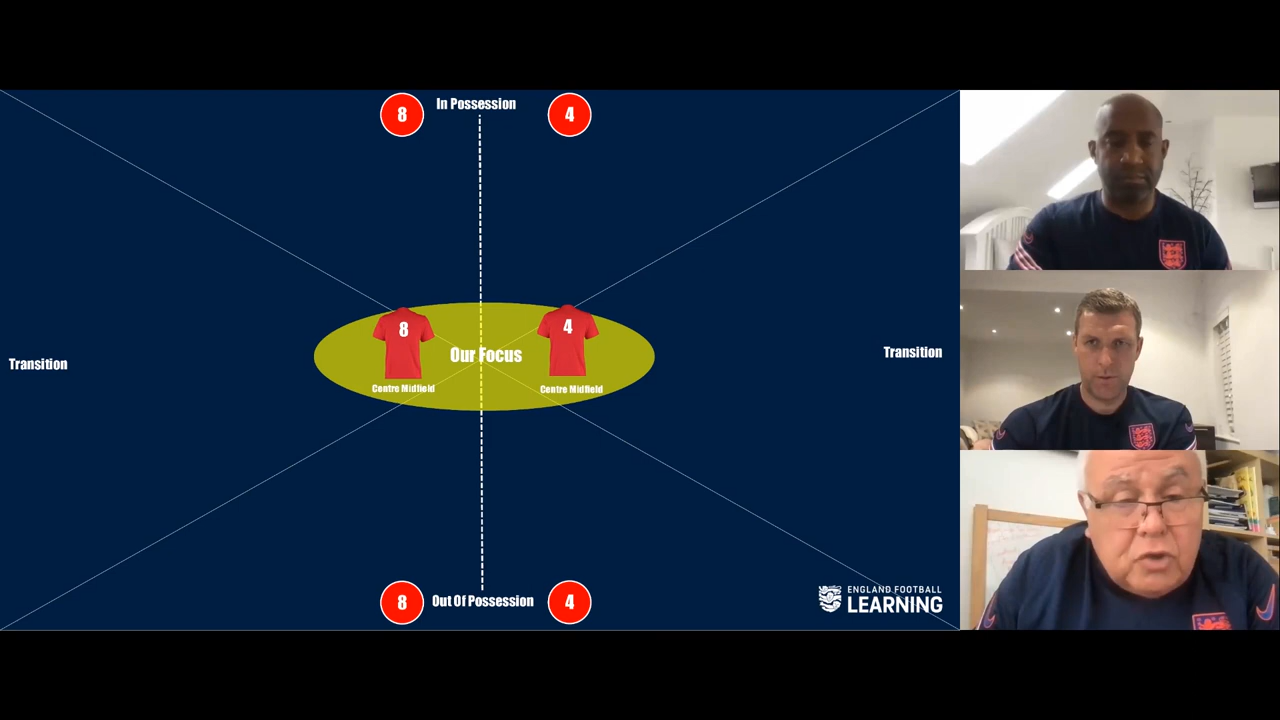 8
In Possession
4
8
4
Our Focus
Centre Midfield
Centre Midfield
Transition
Transition
8
Out Of Possession
4
ENGLAND FOOTBALL
LEARNING